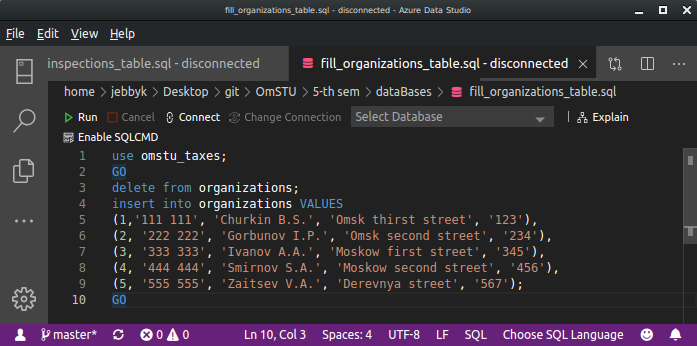 fill_organizations_table.sql - disconnected - Azure Data Studio
File Edit View Help
inspections_table.sql - disconnected fill_organizations_table.sql - disconnected
home > jebbyk > Desktop > git > OmSTU > 5-th sem > dataBases > fill_organizations_table.sql
Run Cancel Connect Change Connection Select Database Explain
Enable SQLCMD
1 use omstu_taxes;
2 GO
3 delete from organizations;
4 insert into organizations VALUES
5 (1,'111 111', 'Churkin B.S.', 'Omsk thirst street', '123'),
6 (2, '222 222', 'Gorbunov I.P.', 'Omsk second street', '234'),
7 (3, '333 333', 'Ivanov A.A.', 'Moskow first street', '345'),
8 (4, '444 444', 'Smirnov S.A.', 'Moskow second street', '456'),
9 (5, '555 555', 'Zaitsev V.A.', 'Derevnya street', '567');
10 GO
master* 0 0 Ln 10, Col 3 Spaces: 4 UTF-8 LF SQL Choose SQL Language